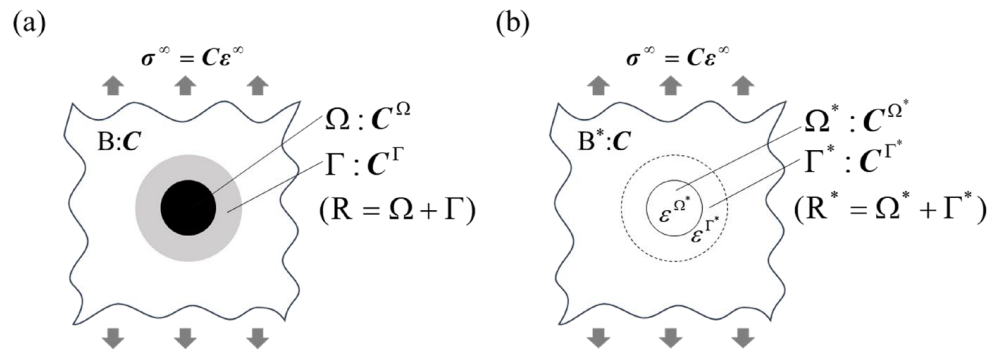 (a)
σ^∞ = Cε^∞
B:C
Ω : C^Ω
Γ : C^Γ
(R = Ω + Γ)
(b)
σ^∞ = Cε^∞
B^*:C
Ω^* : C^{Ω^*}
Γ^* : C^{Γ^*}
(R^* = Ω^* + Γ^*)
ε^{Ω^*}
ε^{Γ^*}